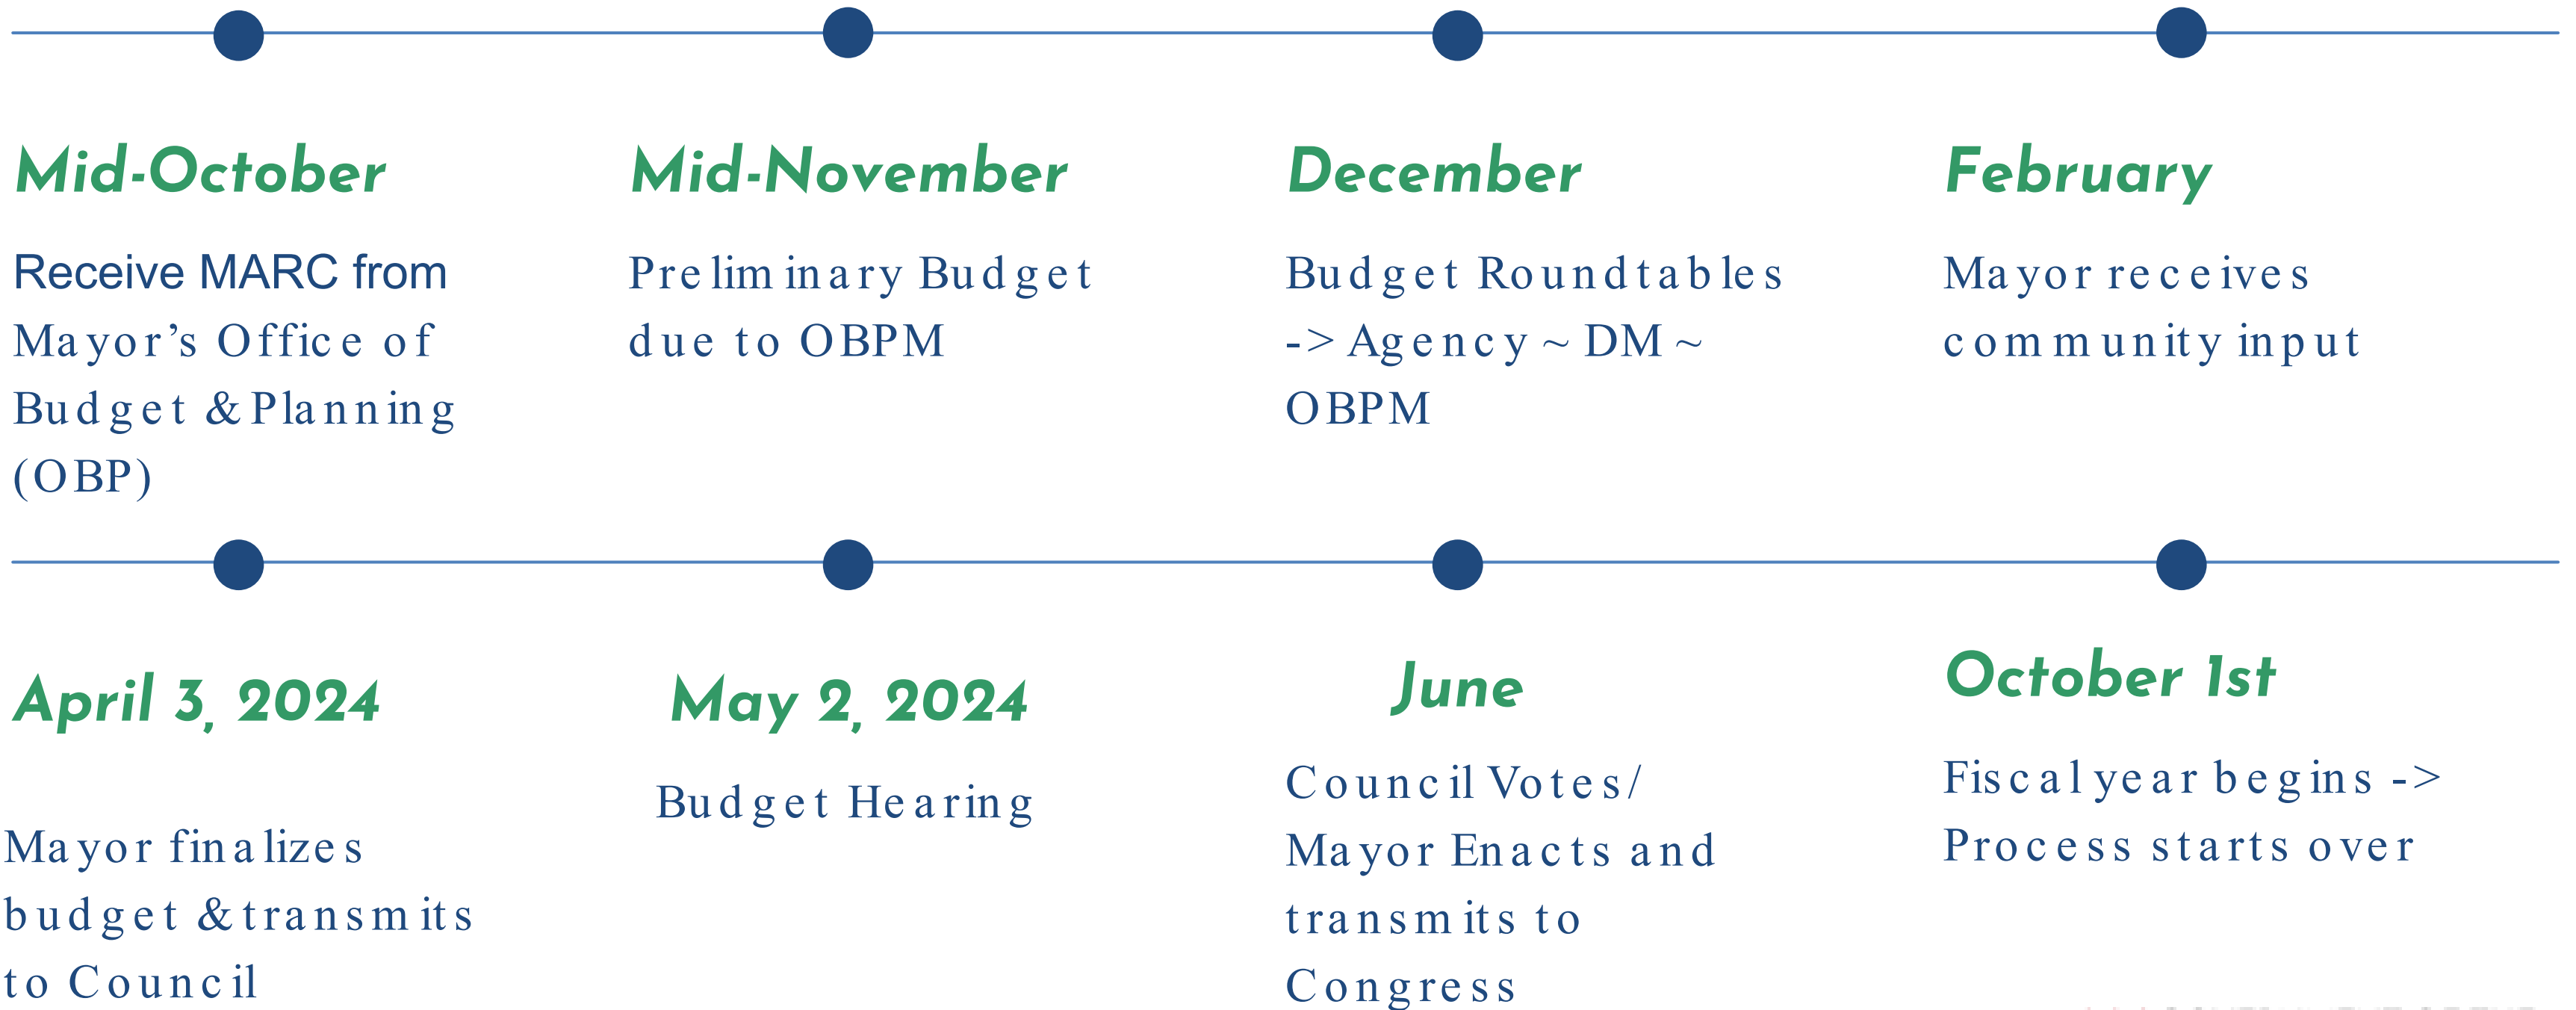 Mid-October
Receive MARC from
Mayor’s Office of
Budget & Planning
(OBP)
Mid-November
Preliminary Budget
due to OBPM
December
Budget Roundtables
-> Agency ~ DM ~
OBPM
February
Mayor receives
community input
April 3, 2024
Mayor finalizes
budget & transmits
to Council
May 2, 2024
Budget Hearing
June
Council Votes/
Mayor Enacts and
transmits to
Congress
October 1st
Fiscal year begins ->
Process starts over